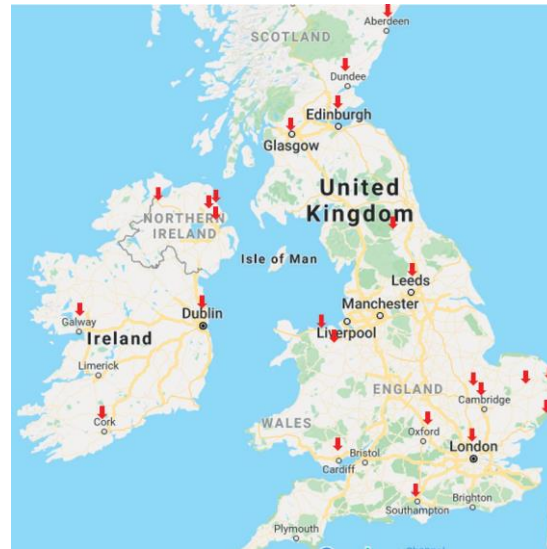 Aberdeen
SCOTLAND
Dundee
Edinburgh
Glasgow
United
Kingdom
NORTHERN
IRELAND
Isle of Man
Leeds
Manchester
Dublin
Liverpool
Galway
Ireland
Limerick
ENGLAND
Cambridge
Cork
WALES
Oxford
London
Bristol
Cardiff
Southampton
Brighton
Plymouth